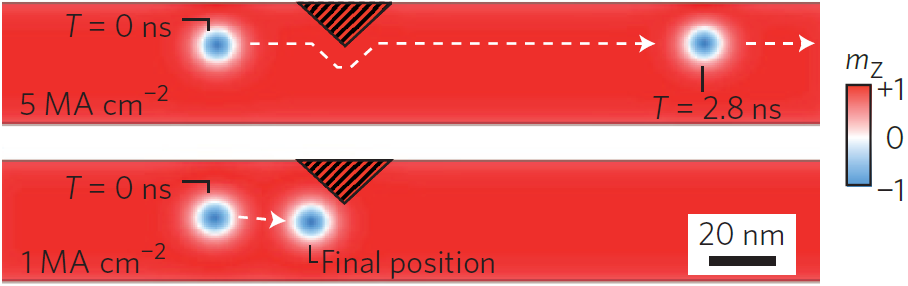 T = 0 ns
5 MA cm⁻²
T = 2.8 ns
m_Z
+1
0
−1
T = 0 ns
1 MA cm⁻²
Final position
20 nm